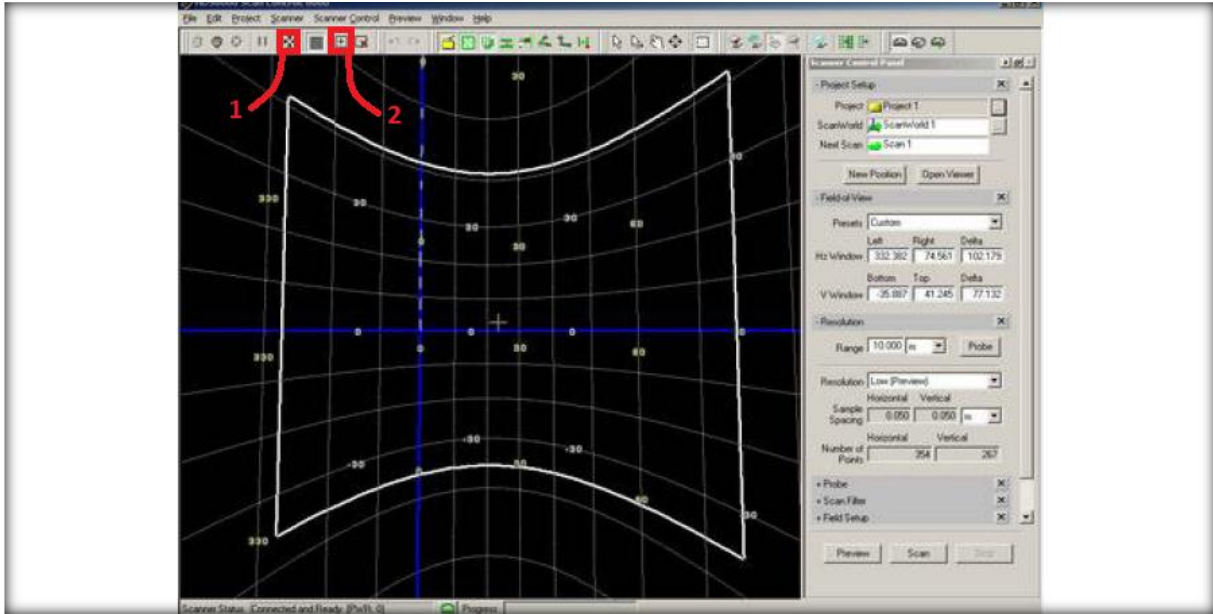 File Edit Project Scanner Scanner Control Preview Window Help
1
2
Scanner Control Panel
- Project Setup
Project Project 1
ScanWorld ScanWorld 1
Next Scan Scan 1
New Position Open Viewer
- Field-of-View
Presets Custom
Left Right Delta
Hz Window 332.382 74.561 102.179
Bottom Top Delta
V Window -35.887 41.245 77.132
- Resolution
Range 10.000 m Probe
Resolution Low (Preview)
Horizontal Vertical
Sample Spacing 0.050 0.050 m
Horizontal Vertical
Number of Points 354 267
+ Probe
+ Scan Filter
+ Field Setup
Preview Scan
30
330 30 30 30 60
30
0 0 0 0
330 0 30 60
-30 -30
-30
330
Scanner Status: Connected and Ready Progress